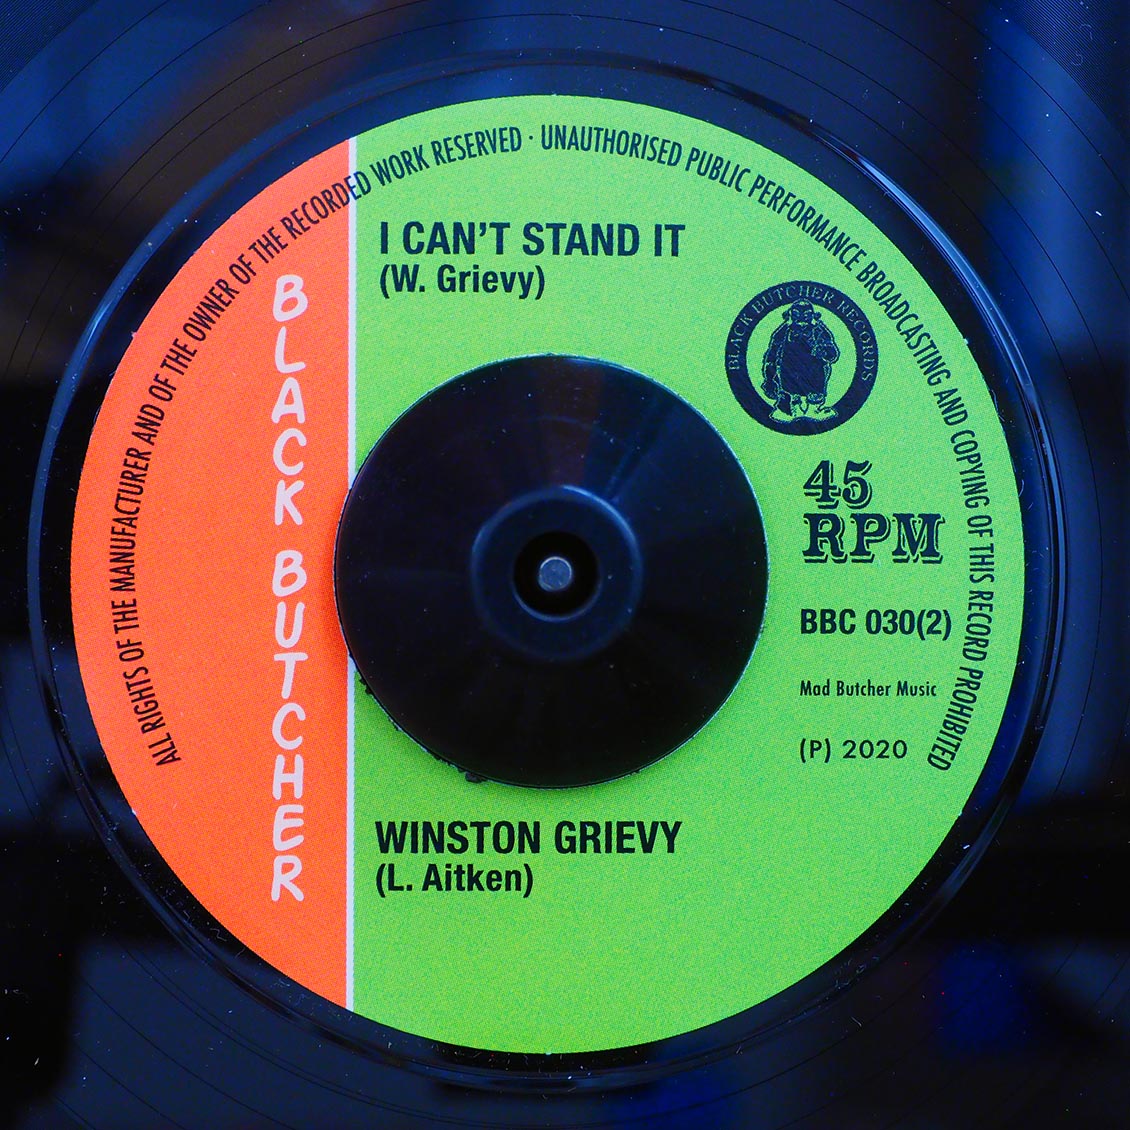 ALL RIGHTS OF THE MANUFACTURER AND OF THE OWNER OF THE RECORDED WORK RESERVED · UNAUTHORISED PUBLIC PERFORMANCE BROADCASTING AND COPYING OF THIS RECORD PROHIBITED
BLACK BUTCHER
I CAN'T STAND IT
(W. Grievy)
BLACK BUTCHER RECORDS
45
RPM
BBC 030(2)
Mad Butcher Music
(P) 2020
WINSTON GRIEVY
(L. Aitken)